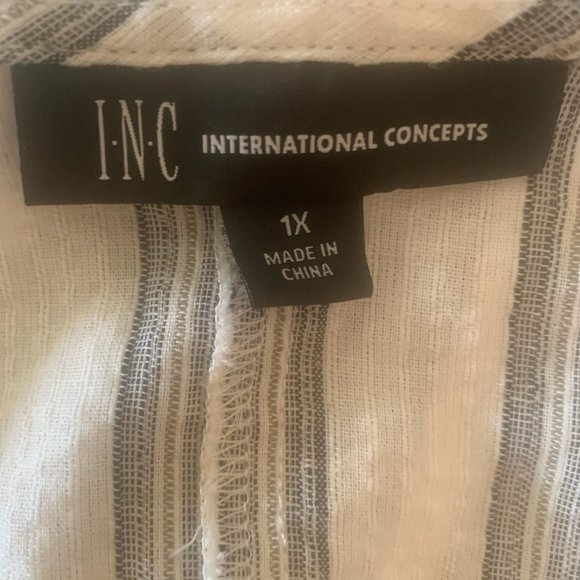 I·N·C INTERNATIONAL CONCEPTS
1X
MADE IN
CHINA